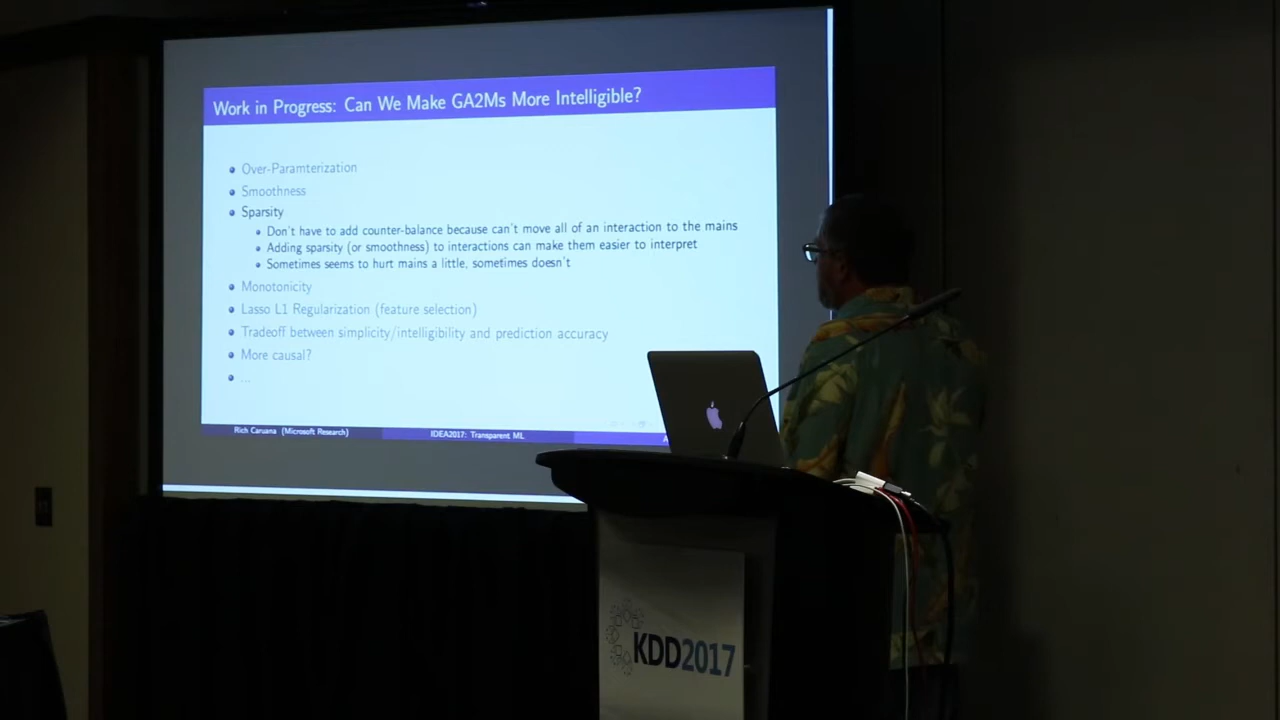 Work in Progress: Can We Make GA2Ms More Intelligible?
Over-Paramterization
Smoothness
Sparsity
Don't have to add counter-balance because can't move all of an interaction to the mains
Adding sparsity (or smoothness) to interactions can make them easier to interpret
Sometimes seems to hurt mains a little, sometimes doesn't
Monotonicity
Lasso L1 Regularization (feature selection)
Tradeoff between simplicity/intelligibility and prediction accuracy
More causal?
...
Rich Caruana (Microsoft Research)
IDEA2017: Transparent ML
KDD2017